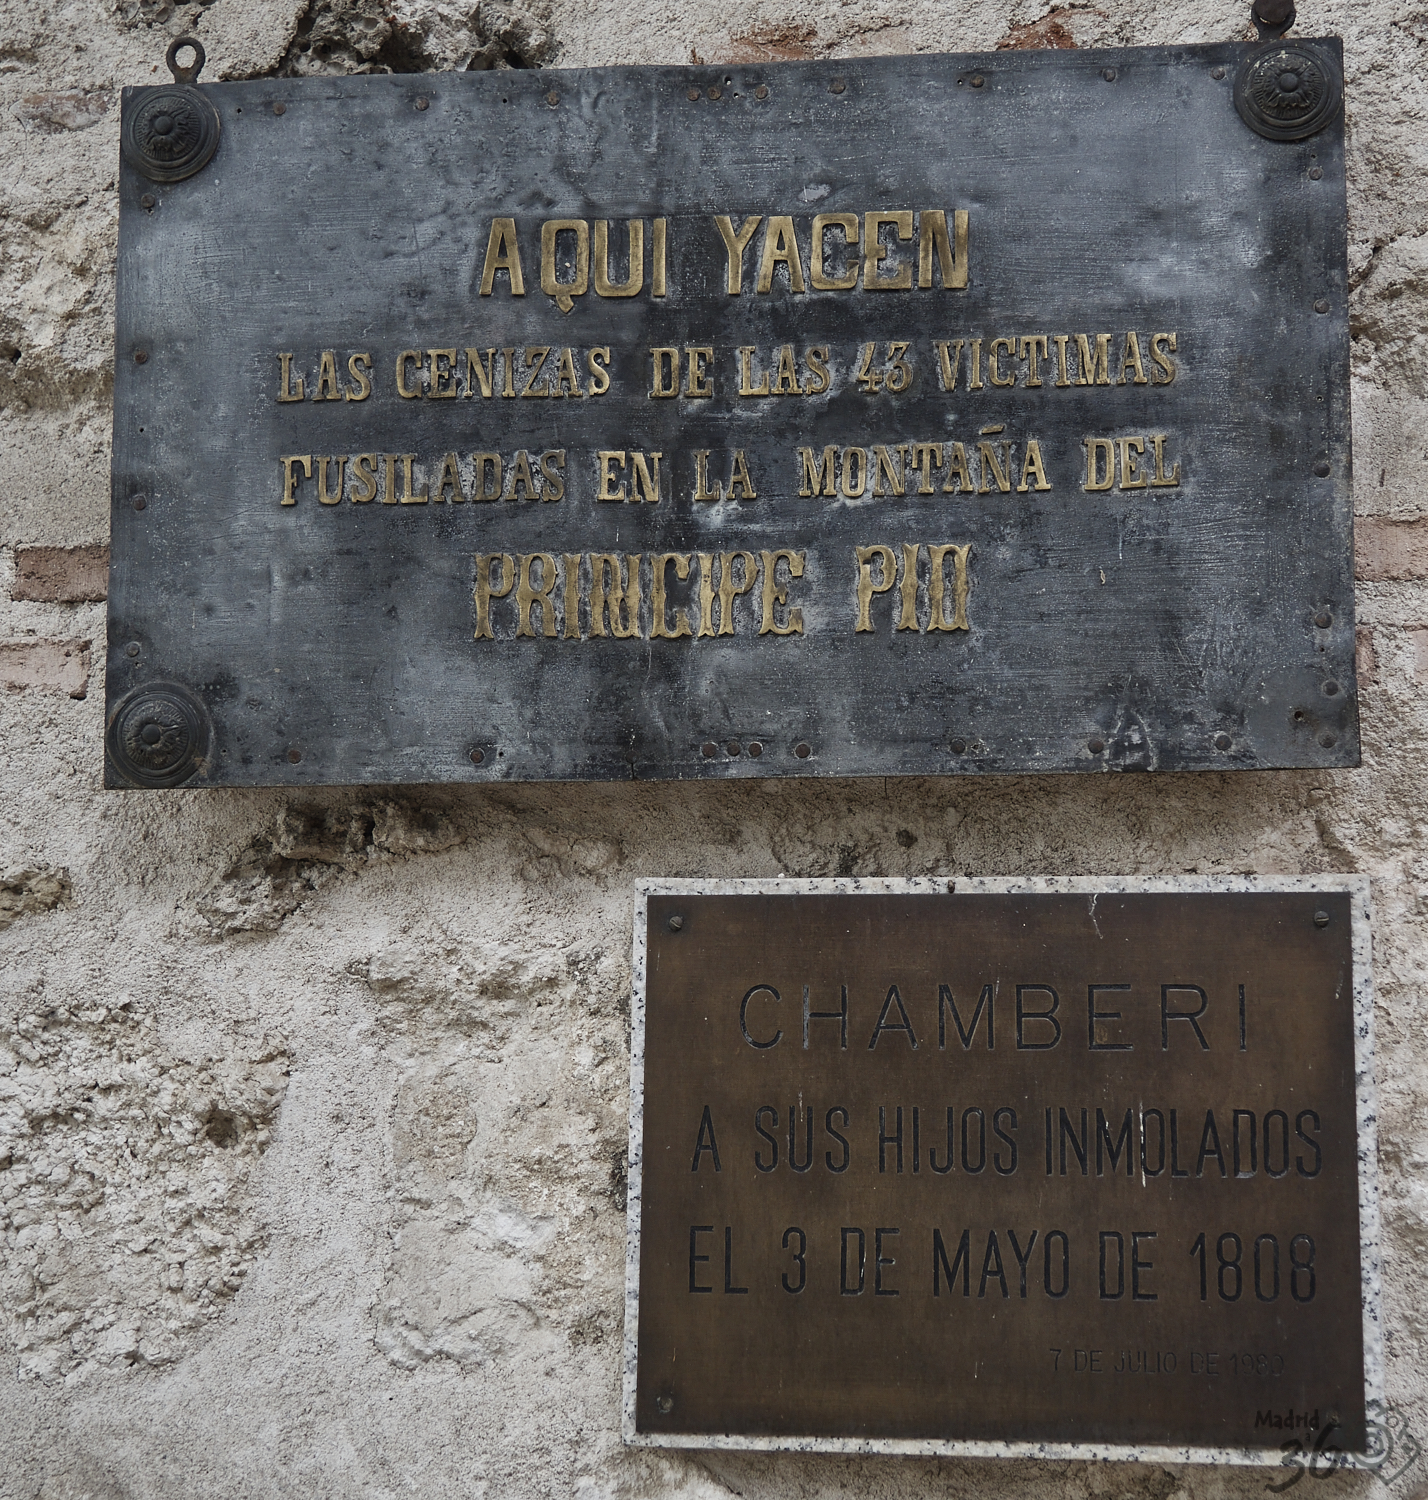 AQUI YACEN
LAS CENIZAS DE LAS 43 VICTIMAS
FUSILADAS EN LA MONTAÑA DEL
PRINCIPE PIO
CHAMBERI
A SUS HIJOS INMOLADOS
EL 3 DE MAYO DE 1808
7 DE JULIO DE
Madrid
36